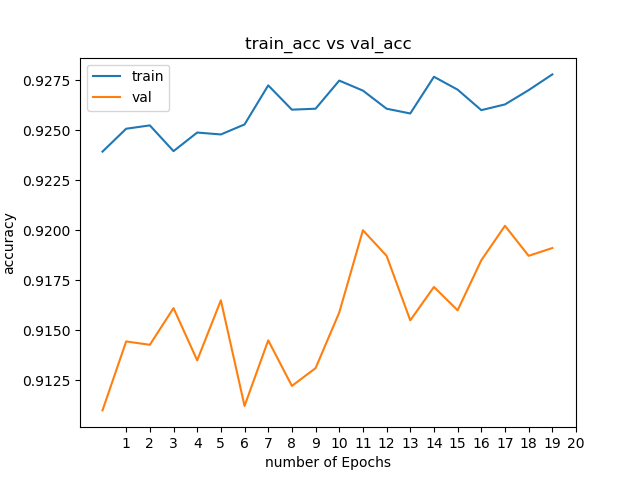 train_acc vs val_acc
train
val
0.9275
0.9250
0.9225
0.9200
0.9175
0.9150
0.9125
accuracy
1 2 3 4 5 6 7 8 9 10 11 12 13 14 15 16 17 18 19 20
number of Epochs